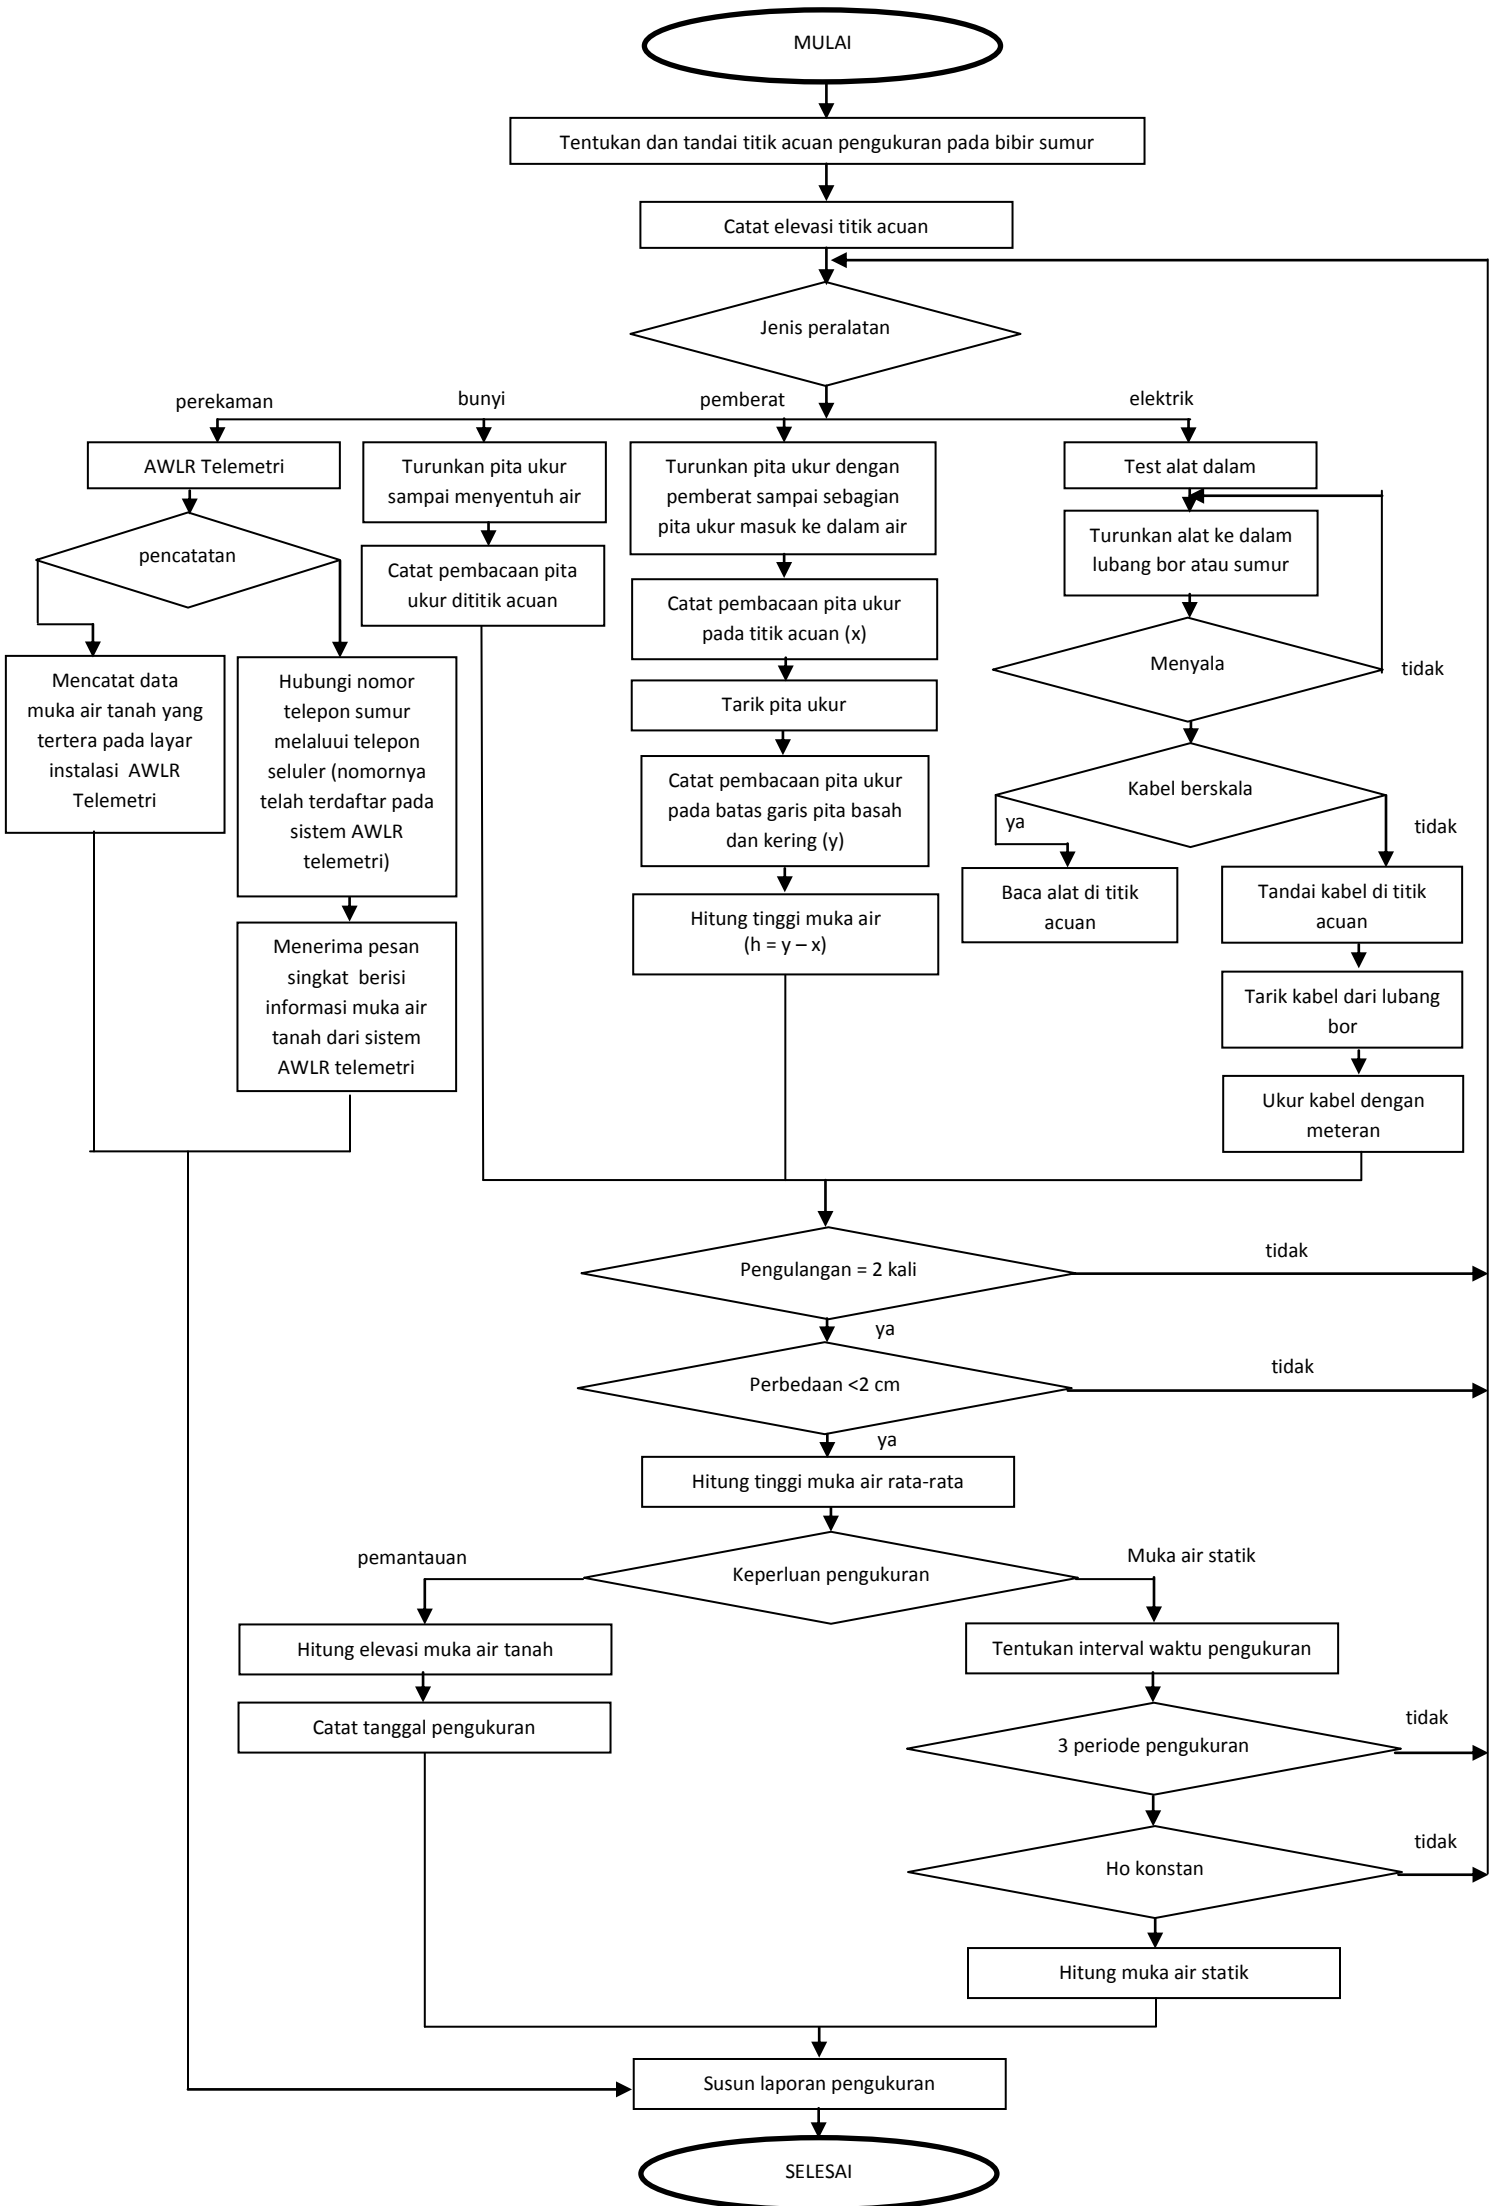 MULAI
Tentukan dan tandai titik acuan pengukuran pada bibir sumur
Catat elevasi titik acuan
Jenis peralatan
perekaman
bunyi
pemberat
elektrik
AWLR Telemetri
pencatatan
Mencatat data
muka air tanah yang
tertera pada layar
instalasi AWLR
Telemetri
Hubungi nomor
telepon sumur
melaluui telepon
seluler (nomornya
telah terdaftar pada
sistem AWLR
telemetri)
Menerima pesan
singkat berisi
informasi muka air
tanah dari sistem
AWLR telemetri
Turunkan pita ukur
sampai menyentuh air
Catat pembacaan pita
ukur dititik acuan
Turunkan pita ukur dengan
pemberat sampai sebagian
pita ukur masuk ke dalam air
Catat pembacaan pita ukur
pada titik acuan (x)
Tarik pita ukur
Catat pembacaan pita ukur
pada batas garis pita basah
dan kering (y)
Hitung tinggi muka air
(h = y – x)
Test alat dalam
Turunkan alat ke dalam
lubang bor atau sumur
Menyala
tidak
Kabel berskala
ya
tidak
Baca alat di titik
acuan
Tandai kabel di titik
acuan
Tarik kabel dari lubang
bor
Ukur kabel dengan
meteran
Pengulangan = 2 kali
tidak
ya
Perbedaan <2 cm
tidak
ya
Hitung tinggi muka air rata-rata
Keperluan pengukuran
pemantauan
Muka air statik
Hitung elevasi muka air tanah
Catat tanggal pengukuran
Tentukan interval waktu pengukuran
3 periode pengukuran
tidak
Ho konstan
tidak
Hitung muka air statik
Susun laporan pengukuran
SELESAI